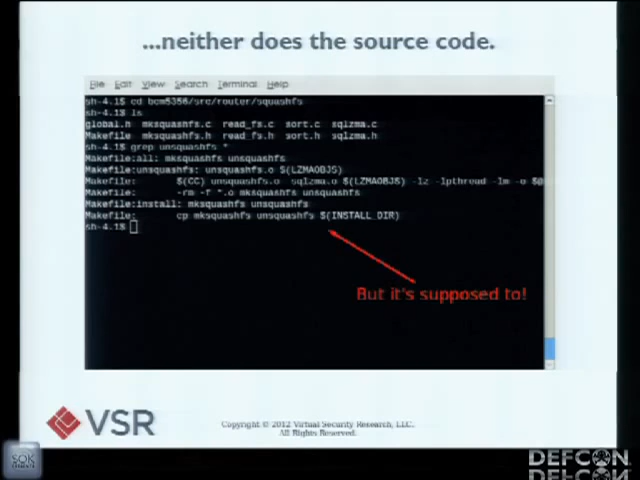 ...neither does the source code.
File Edit View Search Terminal Help
sh-4.1$ cd bcm5356/src/router/squashfs
sh-4.1$ ls
global.h mksquashfs.c read_fs.c sort.c sqlzma.c
Makefile mksquashfs.h read_fs.h sort.h sqlzma.h
sh-4.1$ grep unsquashfs *
Makefile:all: mksquashfs unsquashfs
Makefile:unsquashfs: unsquashfs.o $(LZMAOBJS)
Makefile: $(CC) unsquashfs.o sqlzma.o $(LZMAOBJS) -lz -lpthread -lm -o $@
Makefile: -rm -f *.o mksquashfs unsquashfs
Makefile:install: mksquashfs unsquashfs
Makefile: cp mksquashfs unsquashfs $(INSTALL_DIR)
sh-4.1$
But it's supposed to!
VSR
Copyright © 2012 Virtual Security Research, LLC.
All Rights Reserved.
SOK
DEFCON
DEFCON